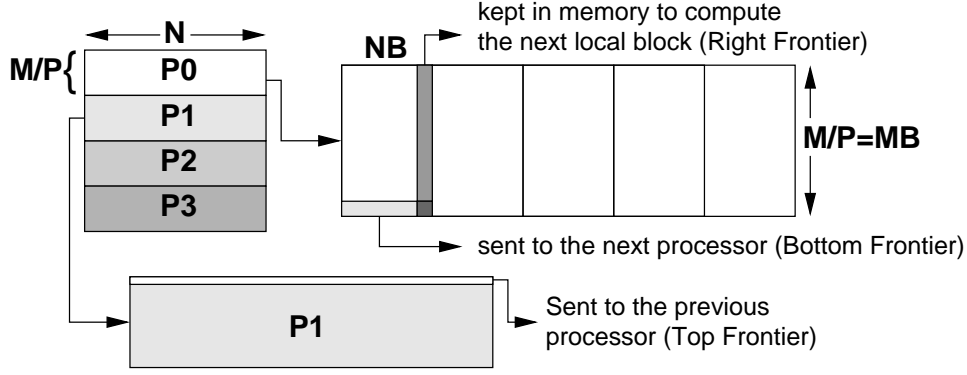 kept in memory to compute
the next local block (Right Frontier)
N
NB
M/P{
P0
P1
P2
P3
M/P=MB
sent to the next processor (Bottom Frontier)
P1
Sent to the previous
processor (Top Frontier)